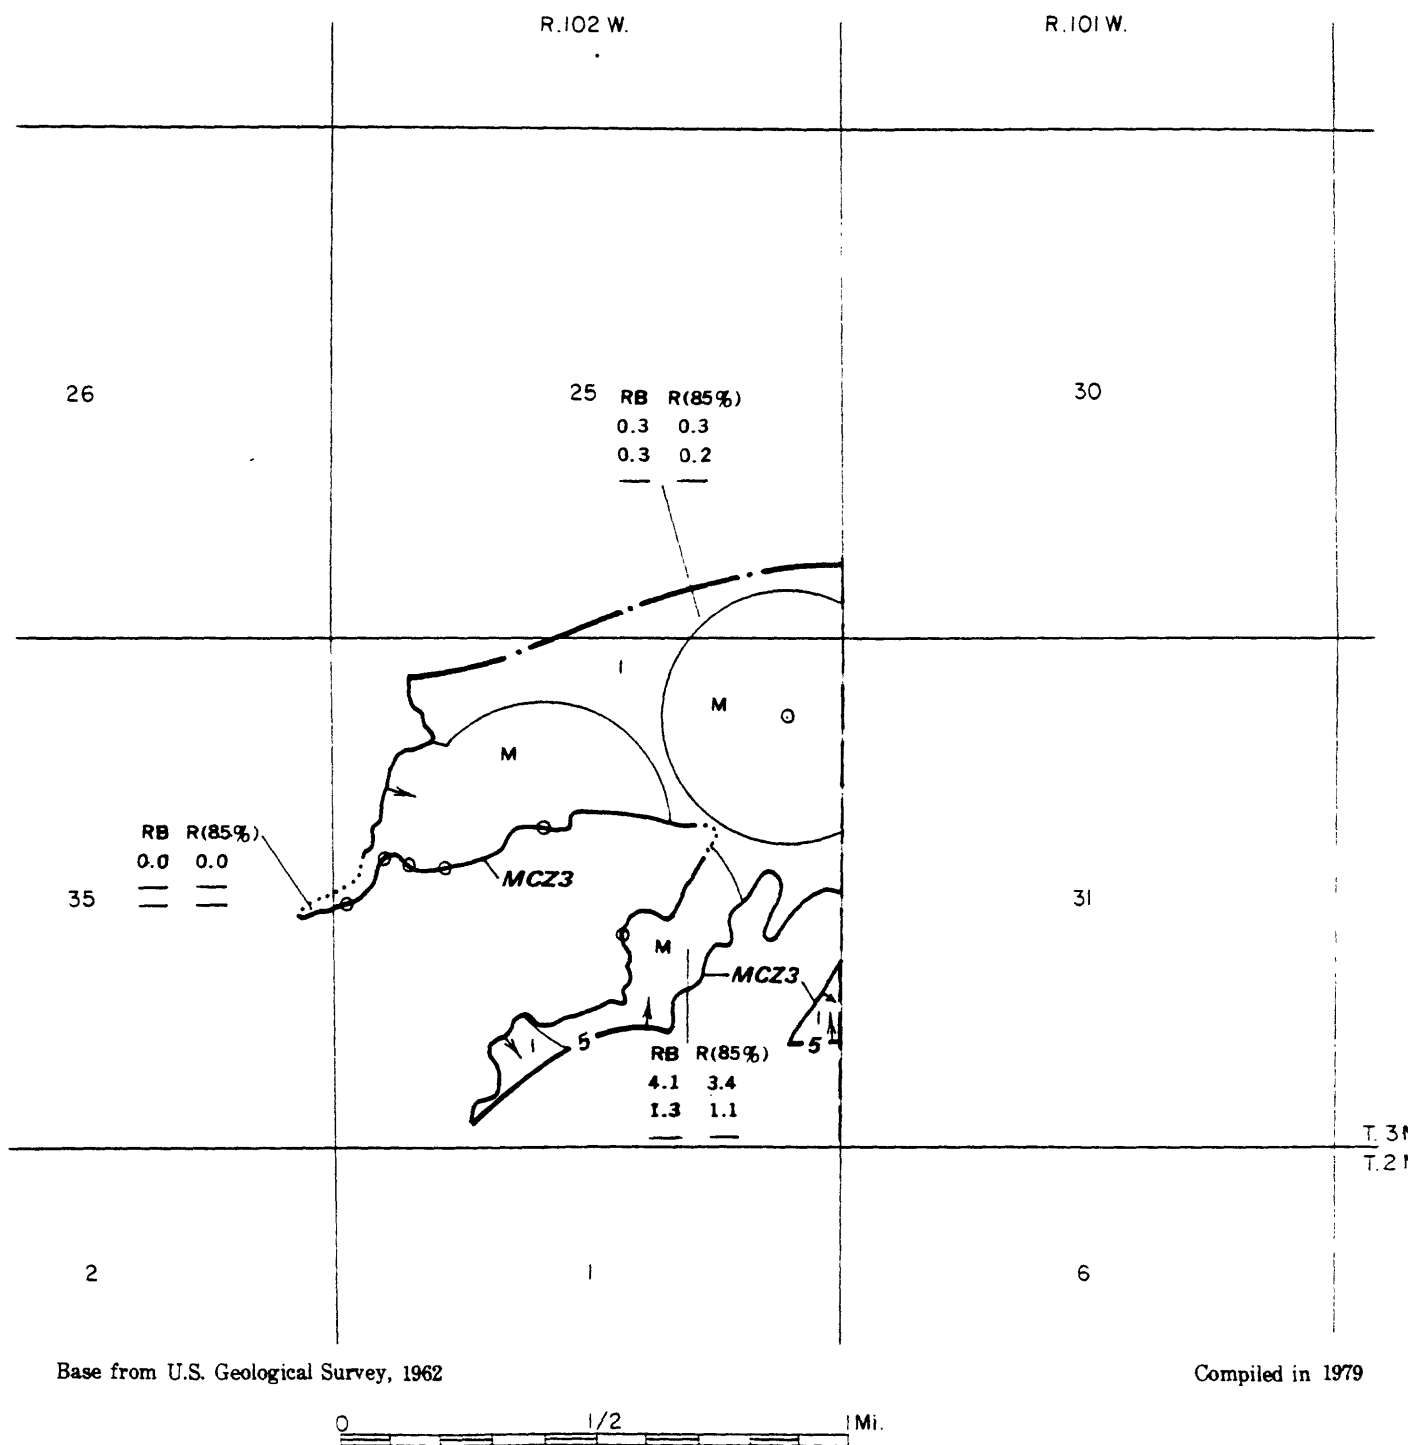 R.102 W. R.101 W.
26 25 30
RB R(85%)
0.3 0.3
0.3 0.2
I
M
M
RB R(85%)
0.0 0.0
MCZ3
35 31
M
MCZ3
I I
5 5
RB R(85%)
4.1 3.4
1.3 1.1
T. 3
T. 2
2 1 6
Base from U.S. Geological Survey, 1962 Compiled in 1979
0 1/2 1 Mi.